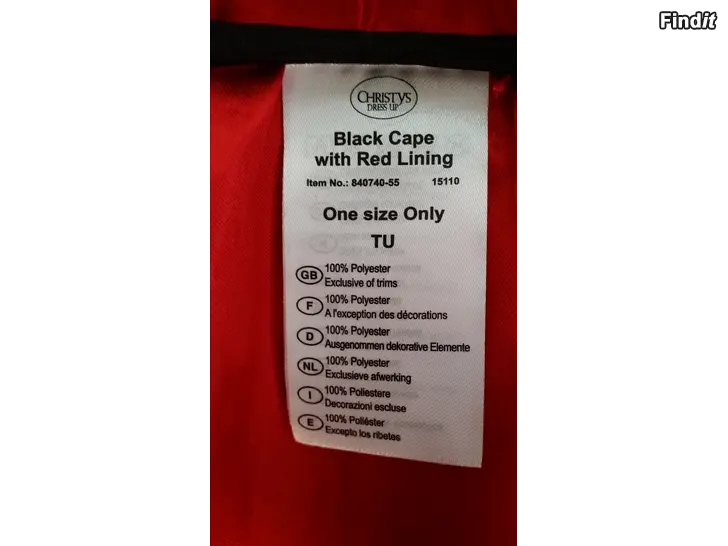 Findit
CHRISTYS
DRESS UP
Black Cape
with Red Lining
Item No.: 840740-55 15110
One size Only
TU
GB 100% Polyester
Exclusive of trims
F 100% Polyester
A l'exception des décorations
D 100% Polyester
Ausgenommen dekorative Elemente
NL 100% Polyester
Exclusieve afwerking
I 100% Poliestere
Decorazioni escluse
E 100% Poliéster
Excepto los ribetes